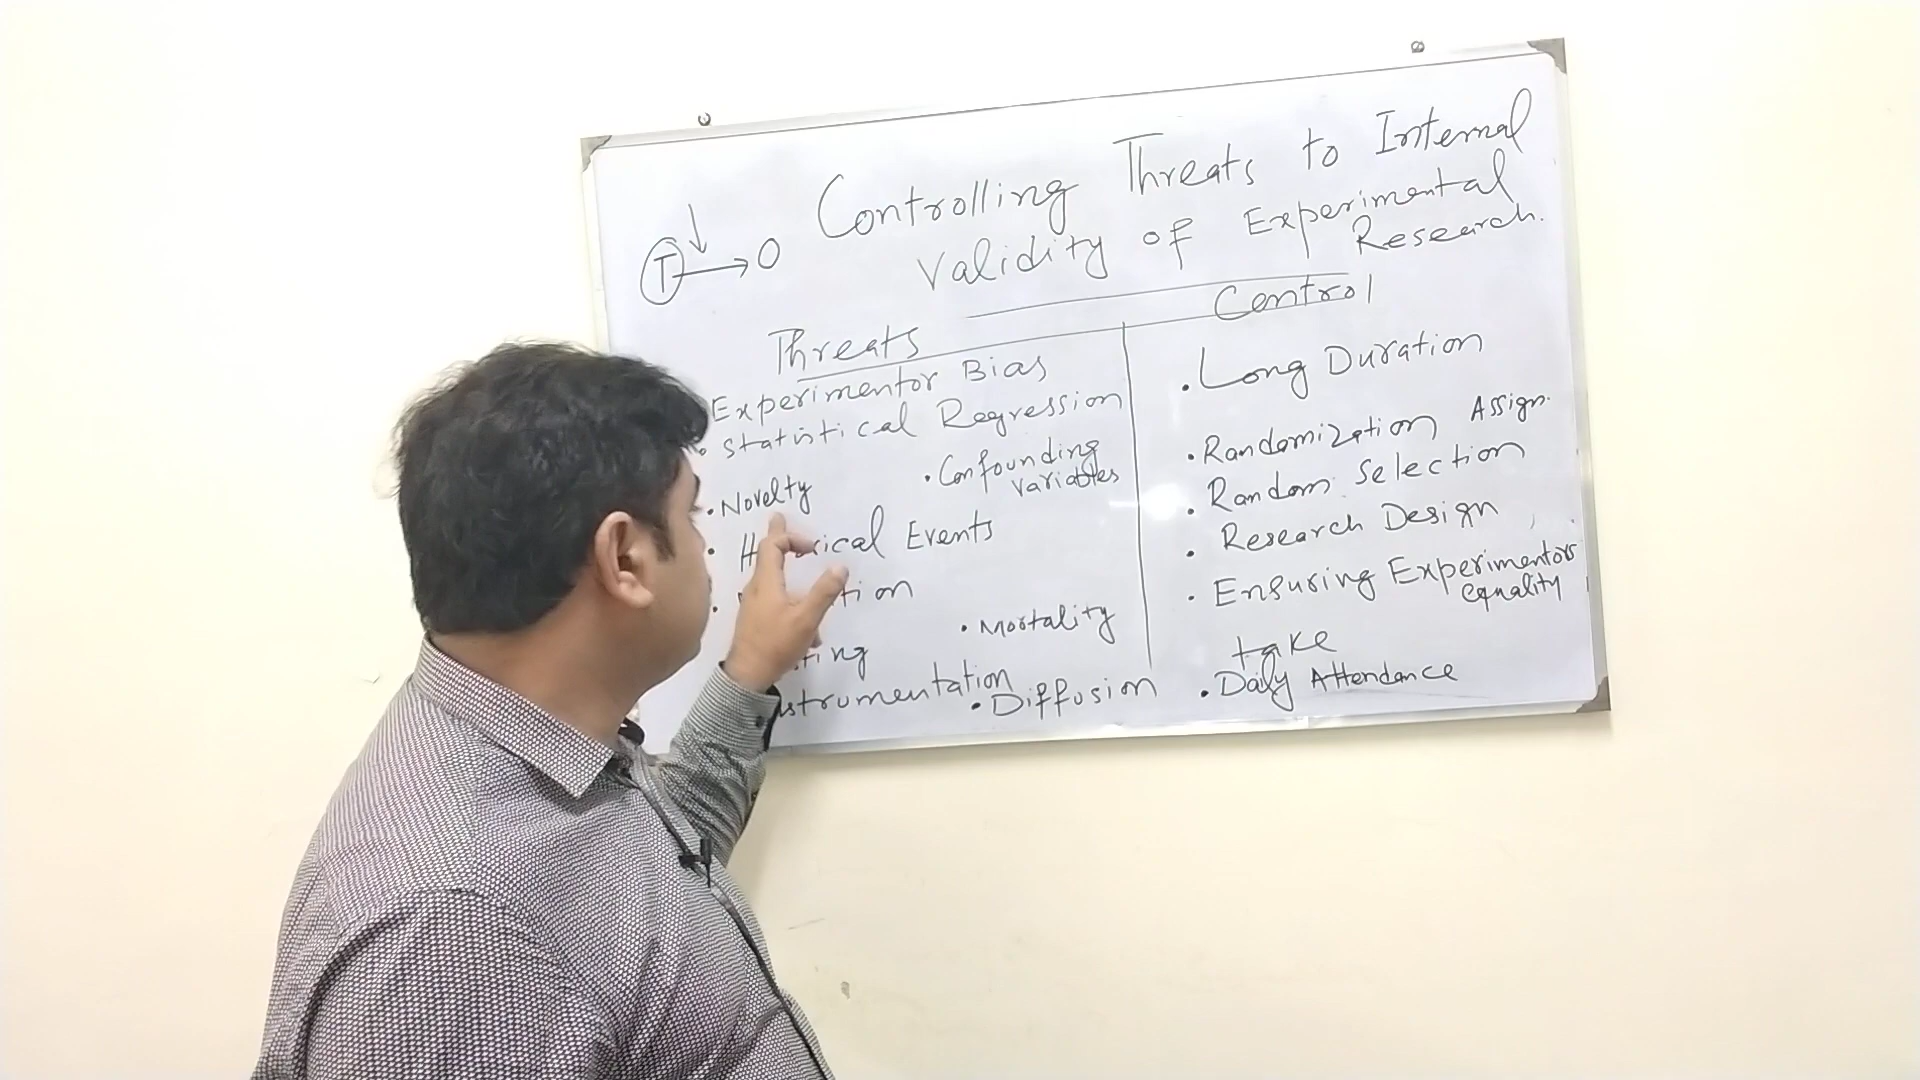 Controlling Threats to Internal
Validity of Experimental
Research.
T → O
Threats
Experimentor Bias
• Statistical Regression
• Confounding
Variables
• Novelty
• Events
• Mortality
• Diffusion
Control
• Long Duration
• Randomization Assign.
• Random Selection
• Research Design
• Ensuring Experimentors
equality
take
• Daily Attendance